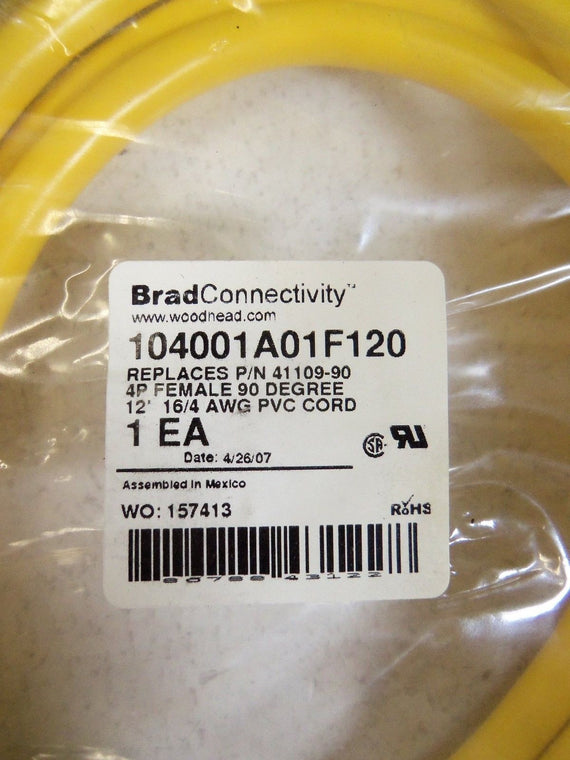 BradConnectivity™
www.woodhead.com
104001A01F120
REPLACES P/N 41109-90
4P FEMALE 90 DEGREE
12' 16/4 AWG PVC CORD
1 EA
Date: 4/26/07
Assembled in Mexico
WO: 157413
RoHS